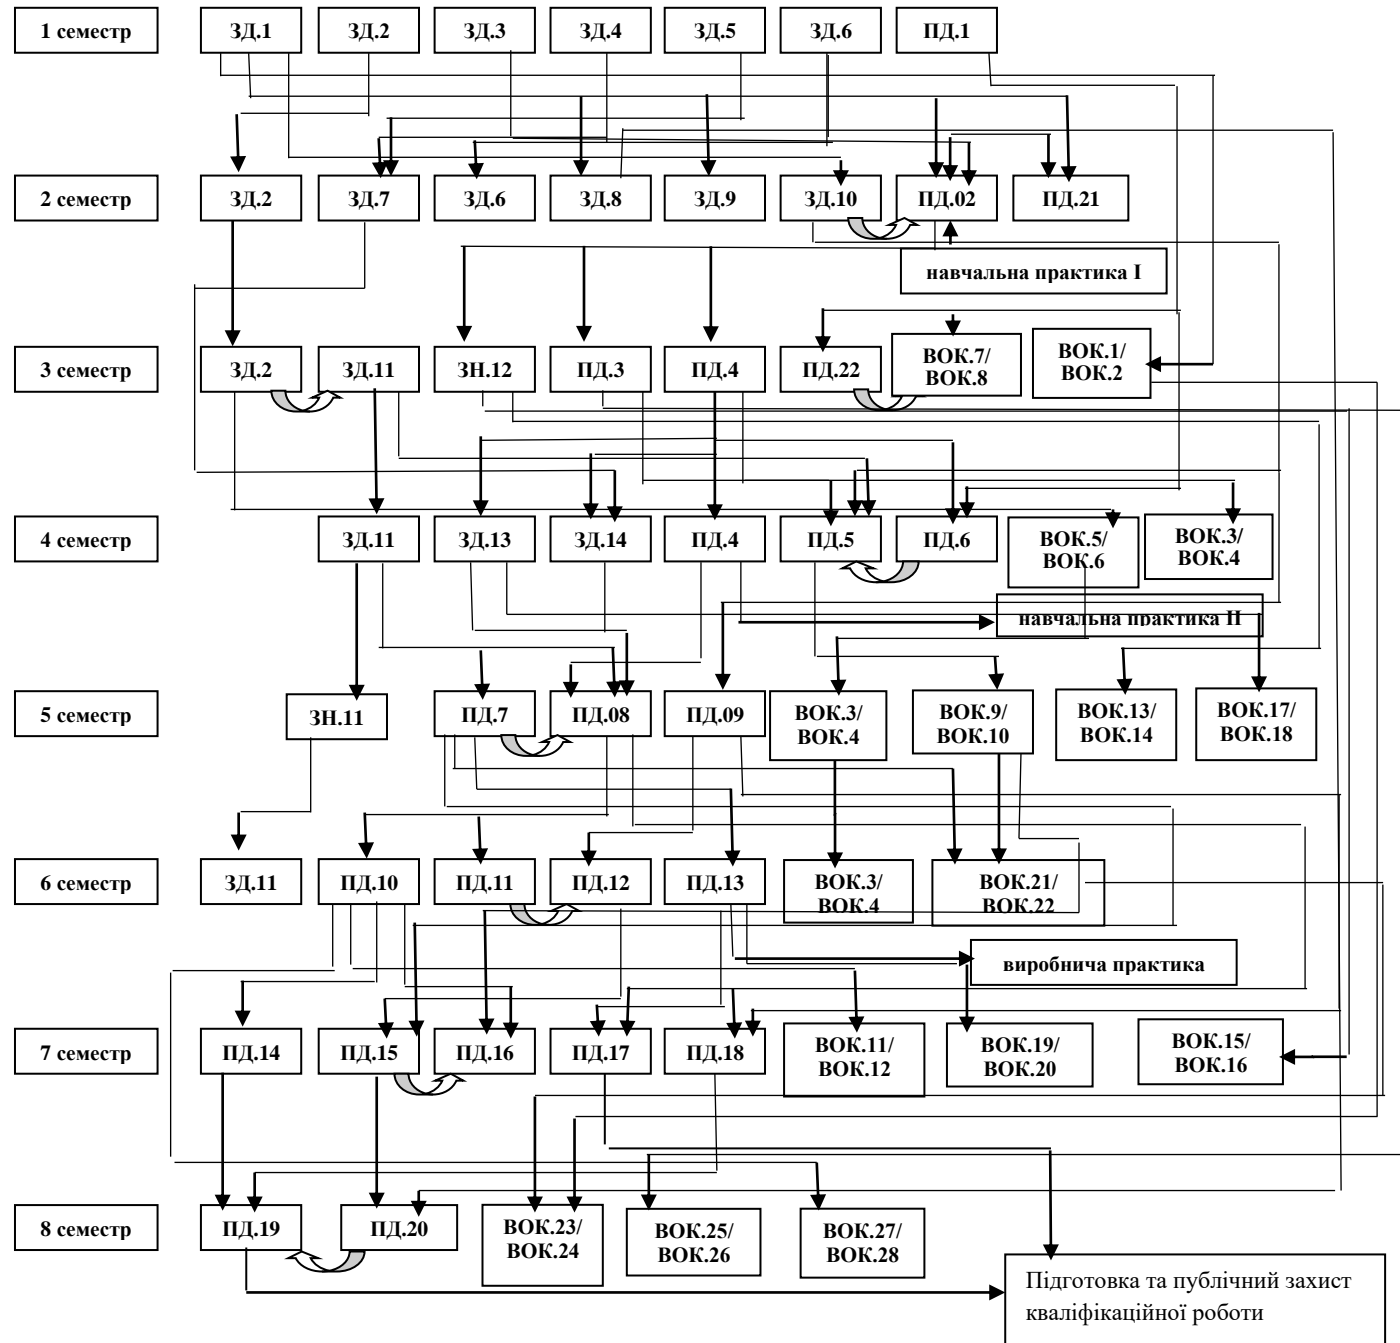 1 семестр
ЗД.1
ЗД.2
ЗД.3
ЗД.4
ЗД.5
ЗД.6
ПД.1
2 семестр
ЗД.2
ЗД.7
ЗД.6
ЗД.8
ЗД.9
ЗД.10
ПД.02
ПД.21
навчальна практика I
3 семестр
ЗД.2
ЗД.11
ЗН.12
ПД.3
ПД.4
ПД.22
ВОК.7/
ВОК.8
ВОК.1/
ВОК.2
4 семестр
ЗД.11
ЗД.13
ЗД.14
ПД.4
ПД.5
ПД.6
ВОК.5/
ВОК.6
ВОК.3/
ВОК.4
навчальна практика II
5 семестр
ЗН.11
ПД.7
ПД.08
ПД.09
ВОК.3/
ВОК.4
ВОК.9/
ВОК.10
ВОК.13/
ВОК.14
ВОК.17/
ВОК.18
6 семестр
ЗД.11
ПД.10
ПД.11
ПД.12
ПД.13
ВОК.3/
ВОК.4
ВОК.21/
ВОК.22
виробнича практика
7 семестр
ПД.14
ПД.15
ПД.16
ПД.17
ПД.18
ВОК.11/
ВОК.12
ВОК.19/
ВОК.20
ВОК.15/
ВОК.16
8 семестр
ПД.19
ПД.20
ВОК.23/
ВОК.24
ВОК.25/
ВОК.26
ВОК.27/
ВОК.28
Підготовка та публічний захист
кваліфікаційної роботи